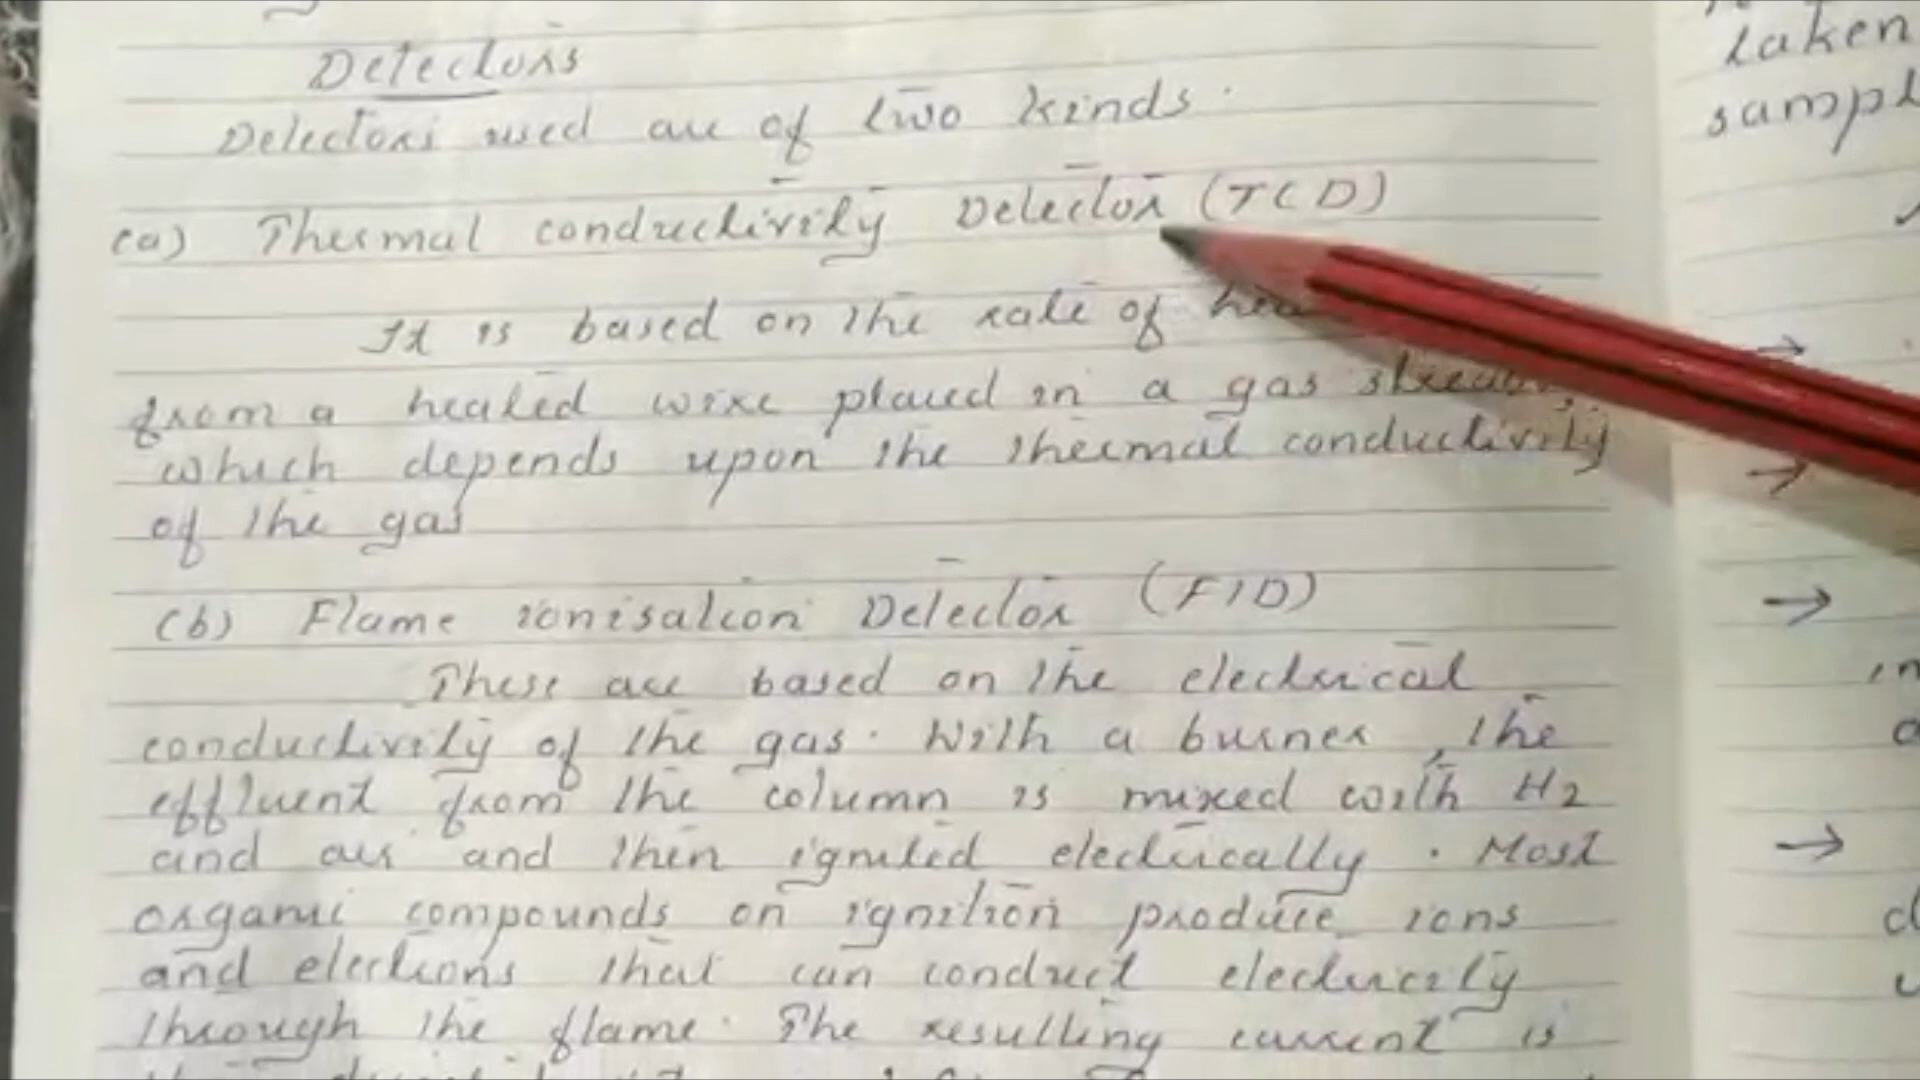 Detectors
Detectors used are of two kinds.
(a) Thermal conductivity Detector (TCD)
It is based on the rate of
from a heated wire placed in a gas stream,
which depends upon the thermal conductivity
of the gas
(b) Flame ionisation Detector (FID)
These are based on the electrical
conductivity of the gas. With a burner, the
effluent from the column is mixed with H2
and air and then ignited electrically. Most
organic compounds on ignition produce ions
and electrons that can conduct electricity
through the flame. The resulting current is
taken